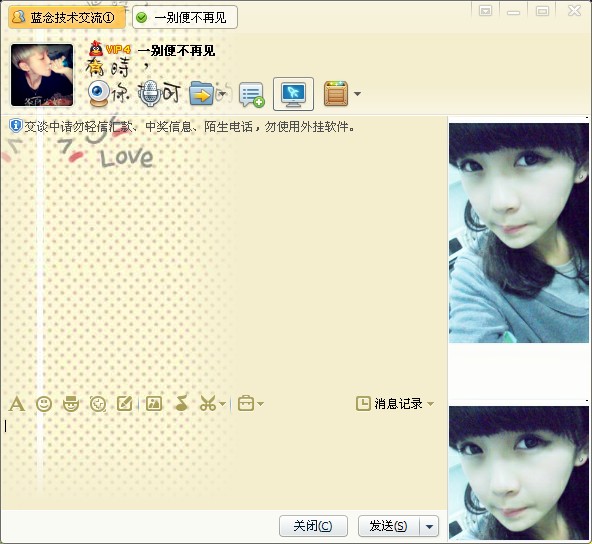 蓝念技术交流①
一别便不再见
VIP4 一别便不再见
有時，
你 可 的
交谈中请勿轻信汇款、中奖信息、陌生电话，勿使用外挂软件。
Love
消息记录
关闭(C)
发送(S)